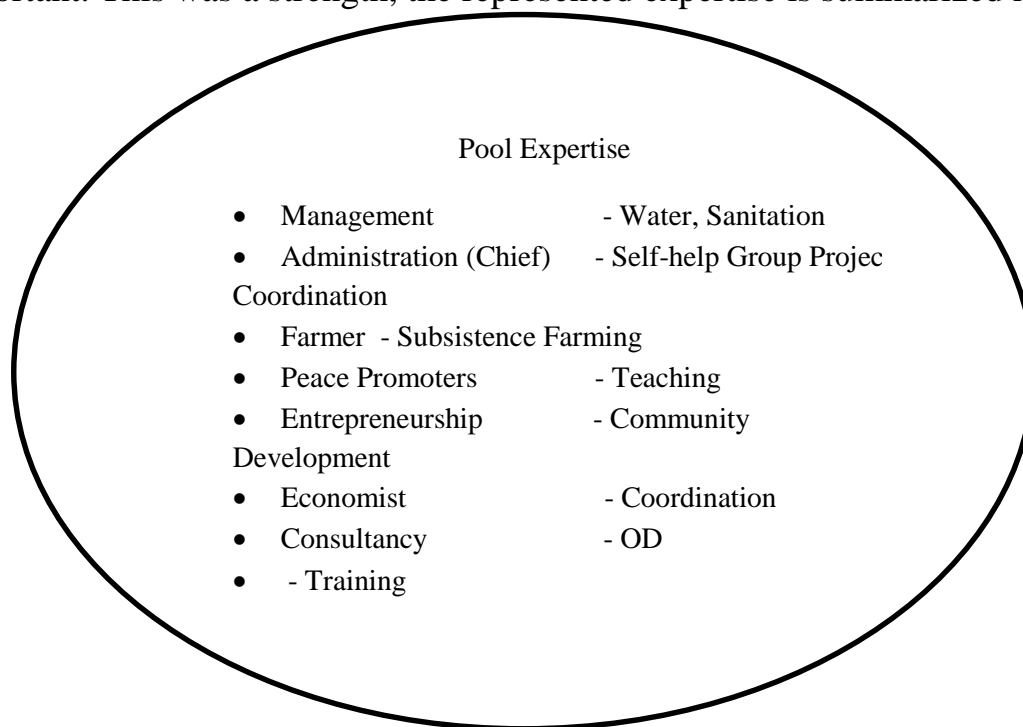 This was a strength, the represented expertise is summarized
Pool Expertise
• Management - Water, Sanitation
• Administration (Chief) - Self-help Group Projec
Coordination
• Farmer - Subsistence Farming
• Peace Promoters - Teaching
• Entrepreneurship - Community
Development
• Economist - Coordination
• Consultancy - OD
• - Training